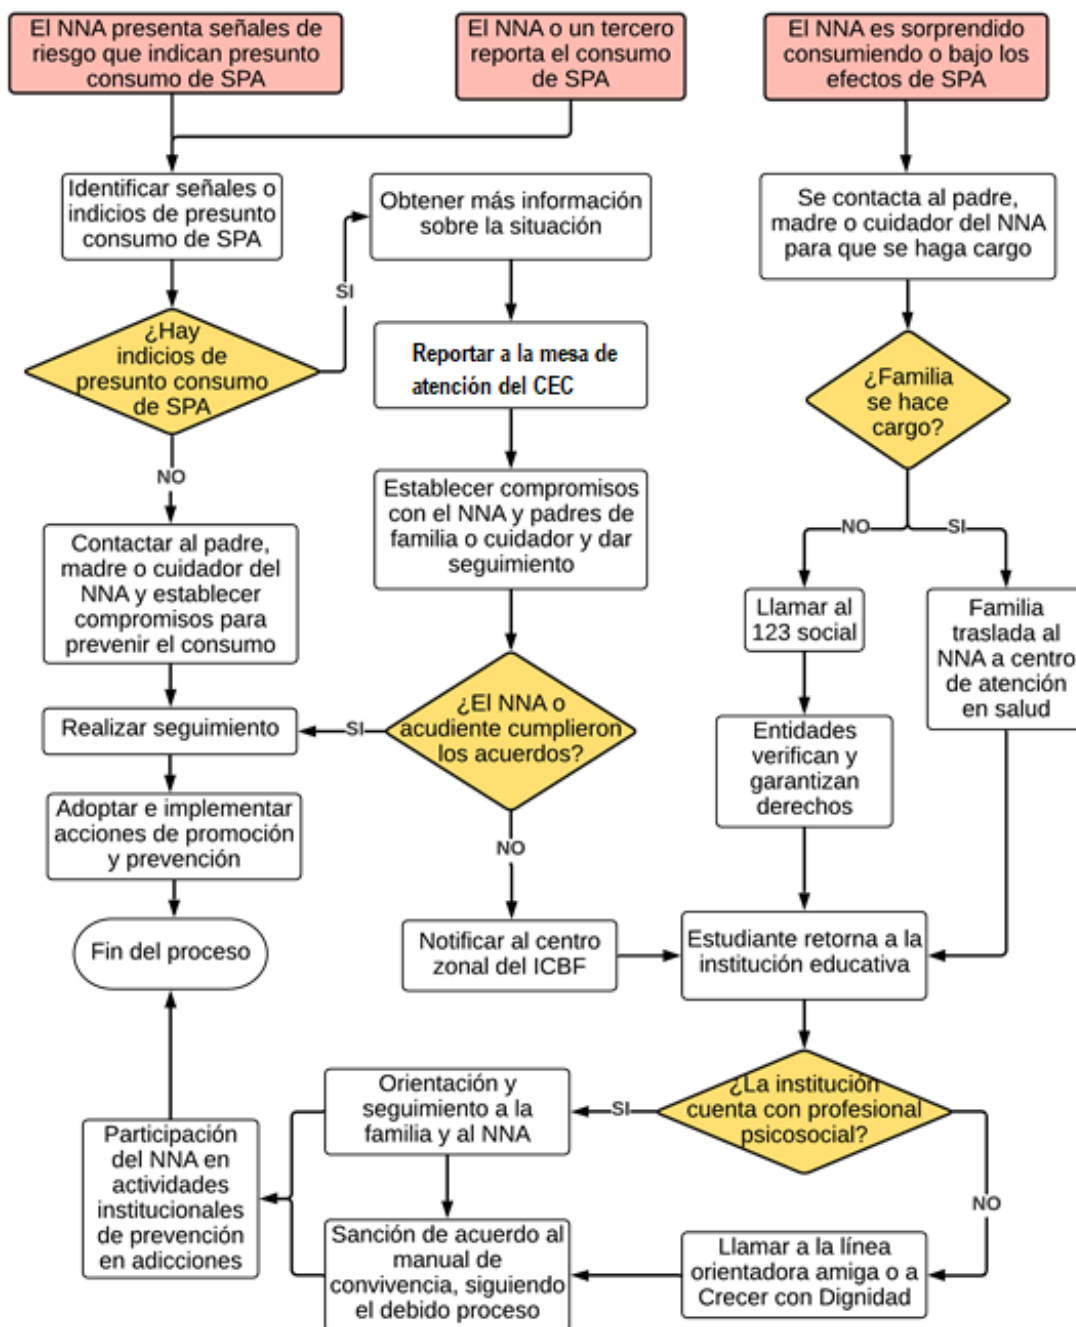 El NNA presenta señales de
riesgo que indican presunto
consumo de SPA
El NNA o un tercero
reporta el consumo
de SPA
El NNA es sorprendido
consumiendo o bajo los
efectos de SPA
Identificar señales o
indicios de presunto
consumo de SPA
Obtener más información
sobre la situación
Se contacta al padre,
madre o cuidador del NNA
para que se haga cargo
SI
¿Hay
indicios de
presunto consumo
de SPA
Reportar a la mesa de
atención del CEC
¿Familia
se hace
cargo?
NO
Contactar al padre,
madre o cuidador del
NNA y establecer
compromisos para
prevenir el consumo
Establecer compromisos
con el NNA y padres de
familia o cuidador y dar
seguimiento
NO
SI
Llamar al
123 social
Familia
traslada al
NNA a centro
de atención
en salud
Realizar seguimiento
SI
¿El NNA o
acudiente cumplieron
los acuerdos?
Entidades
verifican y
garantizan
derechos
Adoptar e implementar
acciones de promoción
y prevención
NO
Fin del proceso
Notificar al centro
zonal del ICBF
Estudiante retorna a la
institución educativa
Orientación y
seguimiento a la
familia y al NNA
SI
¿La institución
cuenta con profesional
psicosocial?
Participación
del NNA en
actividades
institucionales
de prevención
en adicciones
NO
Sanción de acuerdo al
manual de
convivencia, siguiendo
el debido proceso
Llamar a la línea
orientadora amiga o a
Crecer con Dignidad